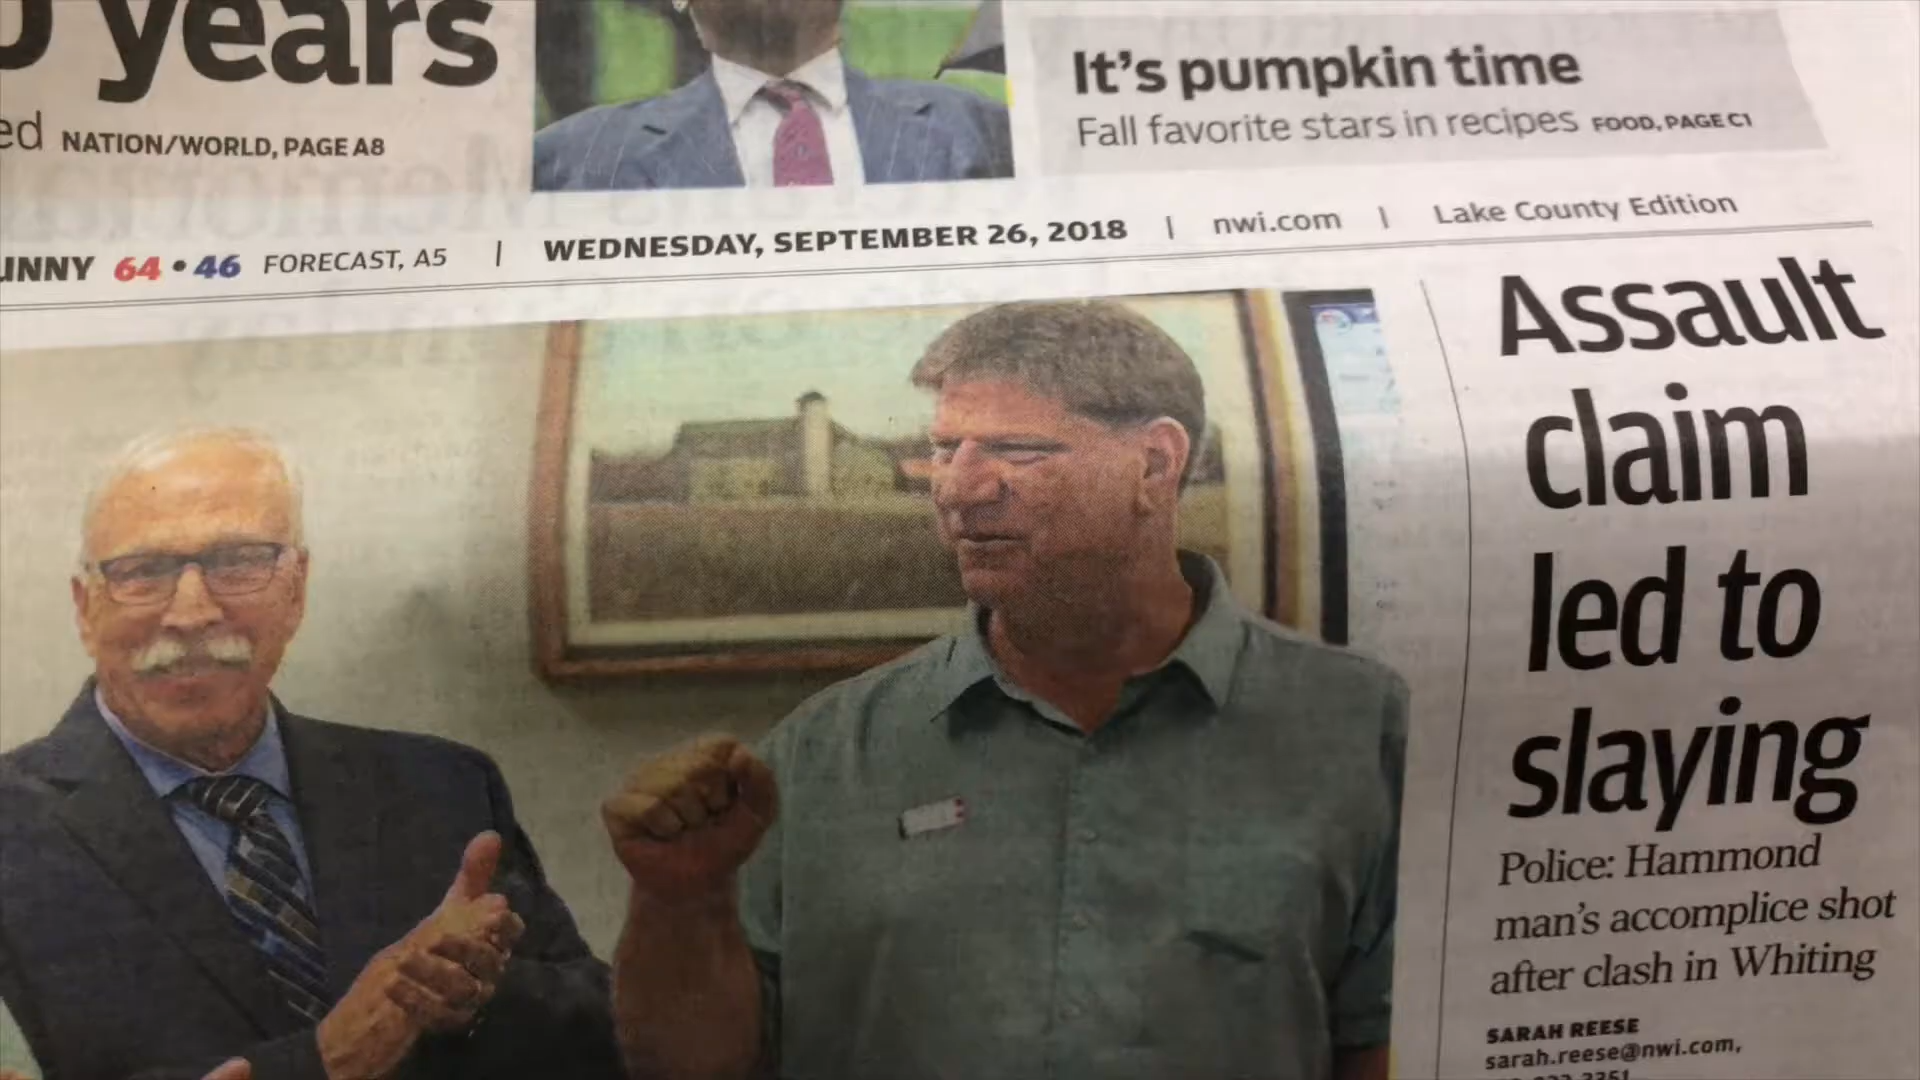 years
ed NATION/WORLD, PAGE A8
It's pumpkin time
Fall favorite stars in recipes FOOD, PAGE C1
UNNY 64 • 46 FORECAST, A5 | WEDNESDAY, SEPTEMBER 26, 2018 | nwi.com | Lake County Edition
Assault
claim
led to
slaying
Police: Hammond
man's accomplice shot
after clash in Whiting
SARAH REESE
sarah.reese@nwi.com,